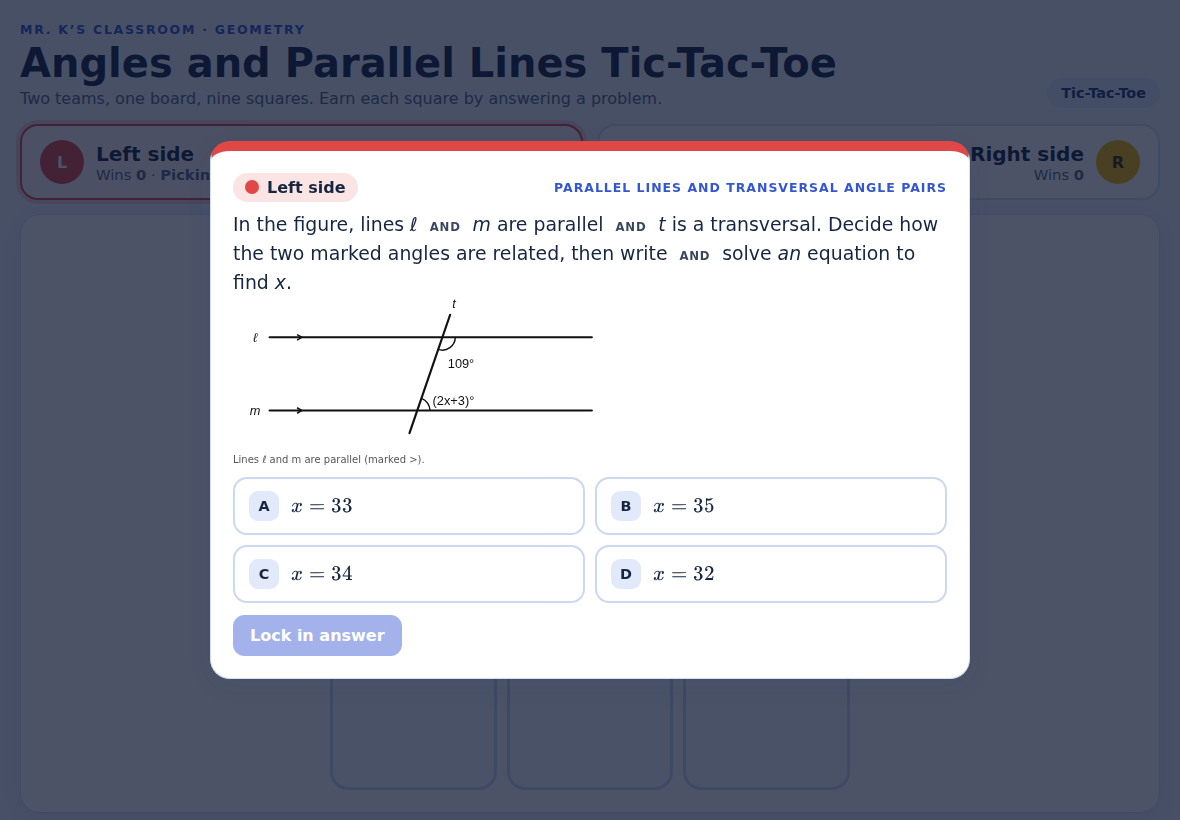 MR. K'S CLASSROOM · GEOMETRY
Angles and Parallel Lines Tic-Tac-Toe
Two teams, one board, nine squares. Earn each square by answering a problem.
Tic-Tac-Toe
L
Left side
Wins 0 · Pickin
Right side
Wins 0
R
Left side
PARALLEL LINES AND TRANSVERSAL ANGLE PAIRS
In the figure, lines ℓ AND m are parallel AND t is a transversal. Decide how
the two marked angles are related, then write AND solve an equation to
find x.
t
ℓ
109°
(2x+3)°
m
Lines ℓ and m are parallel (marked >).
A x = 33
B x = 35
C x = 34
D x = 32
Lock in answer